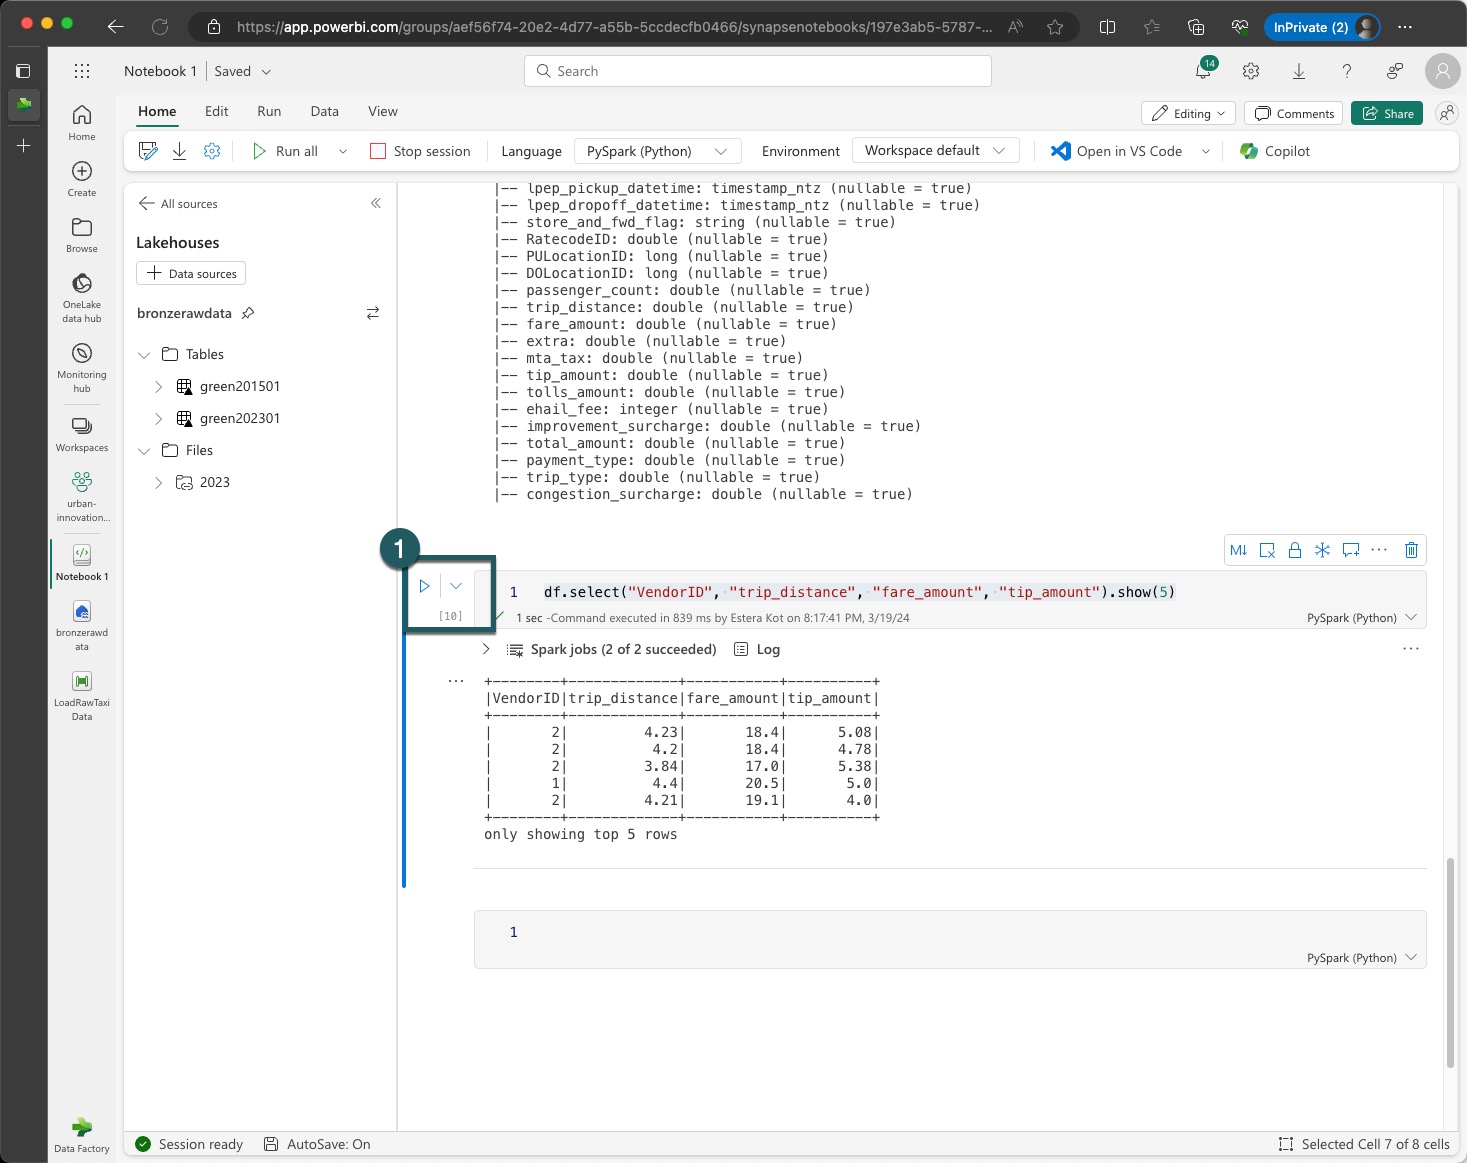 https://app.powerbi.com/groups/aef56f74-20e2-4d77-a55b-5ccdecfb0466/synapsenotebooks/197e3ab5-5787-...
InPrivate (2)
Notebook 1 | Saved
Search
14
Home Edit Run Data View
Editing
Comments
Share
Run all
Stop session
Language
PySpark (Python)
Environment
Workspace default
Open in VS Code
Copilot
Home
Create
Browse
OneLake
data hub
Monitoring
hub
Workspaces
urban-
innovation...
Notebook 1
bronzerawd
ata
LoadRawTaxi
Data
Data Factory
All sources
Lakehouses
Data sources
bronzerawdata
Tables
green201501
green202301
Files
2023
|-- lpep_pickup_datetime: timestamp_ntz (nullable = true)
|-- lpep_dropoff_datetime: timestamp_ntz (nullable = true)
|-- store_and_fwd_flag: string (nullable = true)
|-- RatecodeID: double (nullable = true)
|-- PULocationID: long (nullable = true)
|-- DOLocationID: long (nullable = true)
|-- passenger_count: double (nullable = true)
|-- trip_distance: double (nullable = true)
|-- fare_amount: double (nullable = true)
|-- extra: double (nullable = true)
|-- mta_tax: double (nullable = true)
|-- tip_amount: double (nullable = true)
|-- tolls_amount: double (nullable = true)
|-- ehail_fee: integer (nullable = true)
|-- improvement_surcharge: double (nullable = true)
|-- total_amount: double (nullable = true)
|-- payment_type: double (nullable = true)
|-- trip_type: double (nullable = true)
|-- congestion_surcharge: double (nullable = true)
1
M↓
1 df.select("VendorID", "trip_distance", "fare_amount", "tip_amount").show(5)
[10]
1 sec -Command executed in 839 ms by Estera Kot on 8:17:41 PM, 3/19/24
PySpark (Python)
Spark jobs (2 of 2 succeeded)
Log
+--------+-------------+-----------+----------+
|VendorID|trip_distance|fare_amount|tip_amount|
+--------+-------------+-----------+----------+
|       2|         4.23|       18.4|      5.08|
|       2|          4.2|       18.4|      4.78|
|       2|         3.84|       17.0|      5.38|
|       1|          4.4|       20.5|       5.0|
|       2|         4.21|       19.1|       4.0|
+--------+-------------+-----------+----------+
only showing top 5 rows
1
PySpark (Python)
Session ready
AutoSave: On
Selected Cell 7 of 8 cells